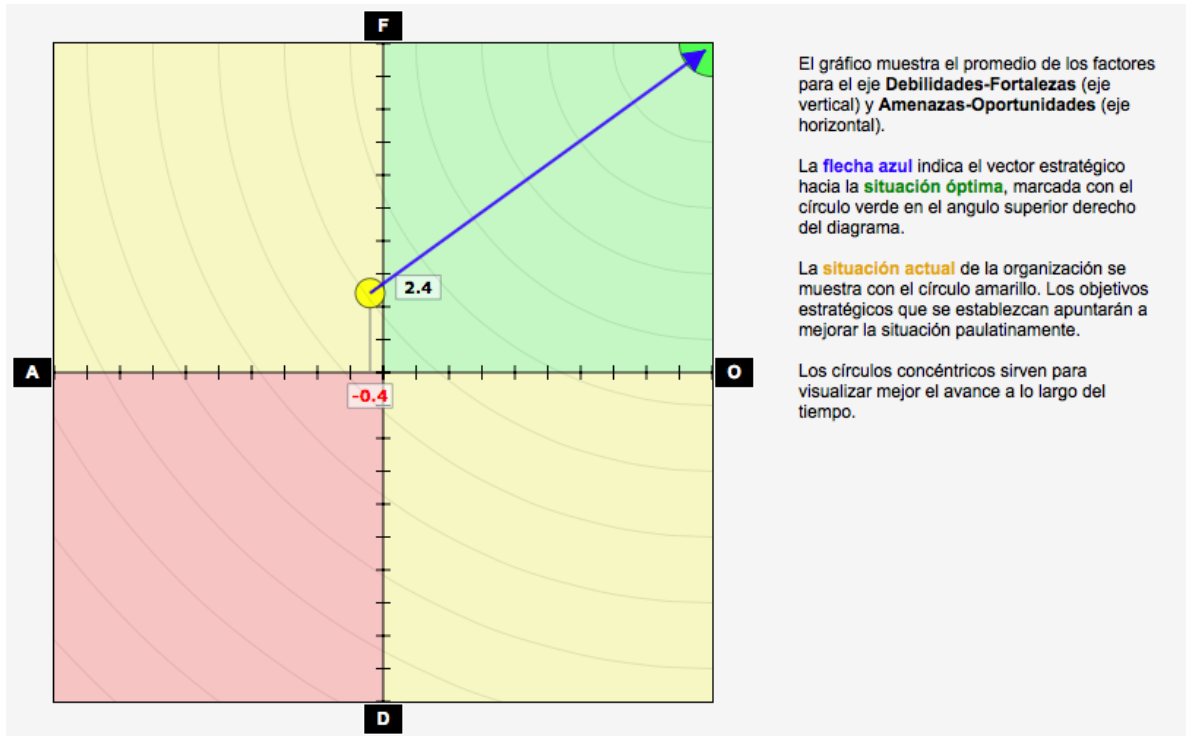 F
El gráfico muestra el promedio de los factores
para el eje Debilidades-Fortalezas (eje
vertical) y Amenazas-Oportunidades (eje
horizontal).
La flecha azul indica el vector estratégico
hacia la situación óptima, marcada con el
círculo verde en el angulo superior derecho
del diagrama.
La situación actual de la organización se
muestra con el círculo amarillo. Los objetivos
estratégicos que se establezcan apuntarán a
mejorar la situación paulatinamente.
Los círculos concéntricos sirven para
visualizar mejor el avance a lo largo del
tiempo.
2.4
A
O
-0.4
D